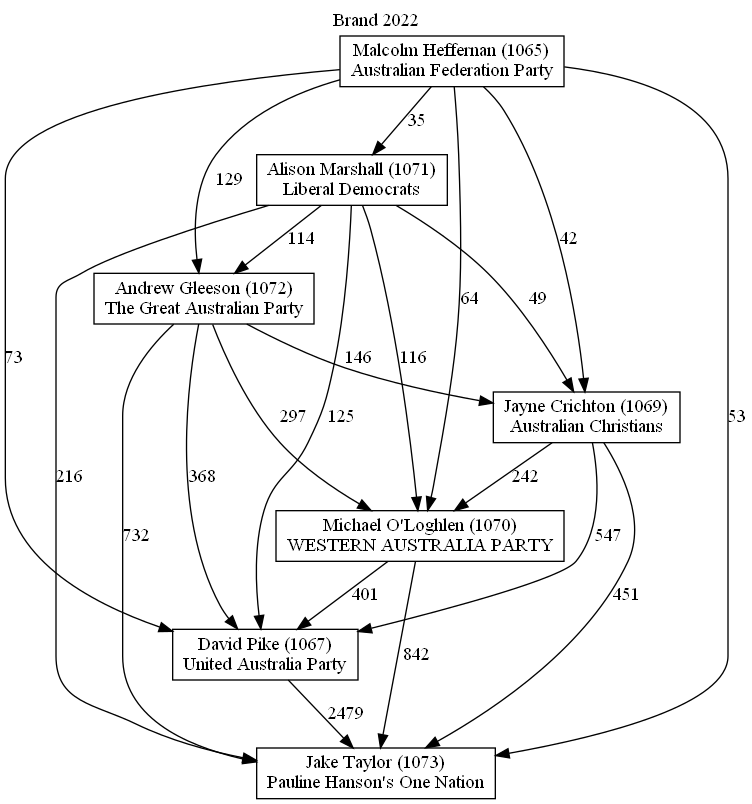 Brand 2022
Malcolm Heffernan (1065)
Australian Federation Party
35
129
Alison Marshall (1071)
Liberal Democrats
114
42
64
49
Andrew Gleeson (1072)
The Great Australian Party
73
146
116
53
297
125
Jayne Crichton (1069)
Australian Christians
216
368
242
732
Michael O'Loghlen (1070)
WESTERN AUSTRALIA PARTY
547
401
451
David Pike (1067)
United Australia Party
842
2479
Jake Taylor (1073)
Pauline Hanson's One Nation